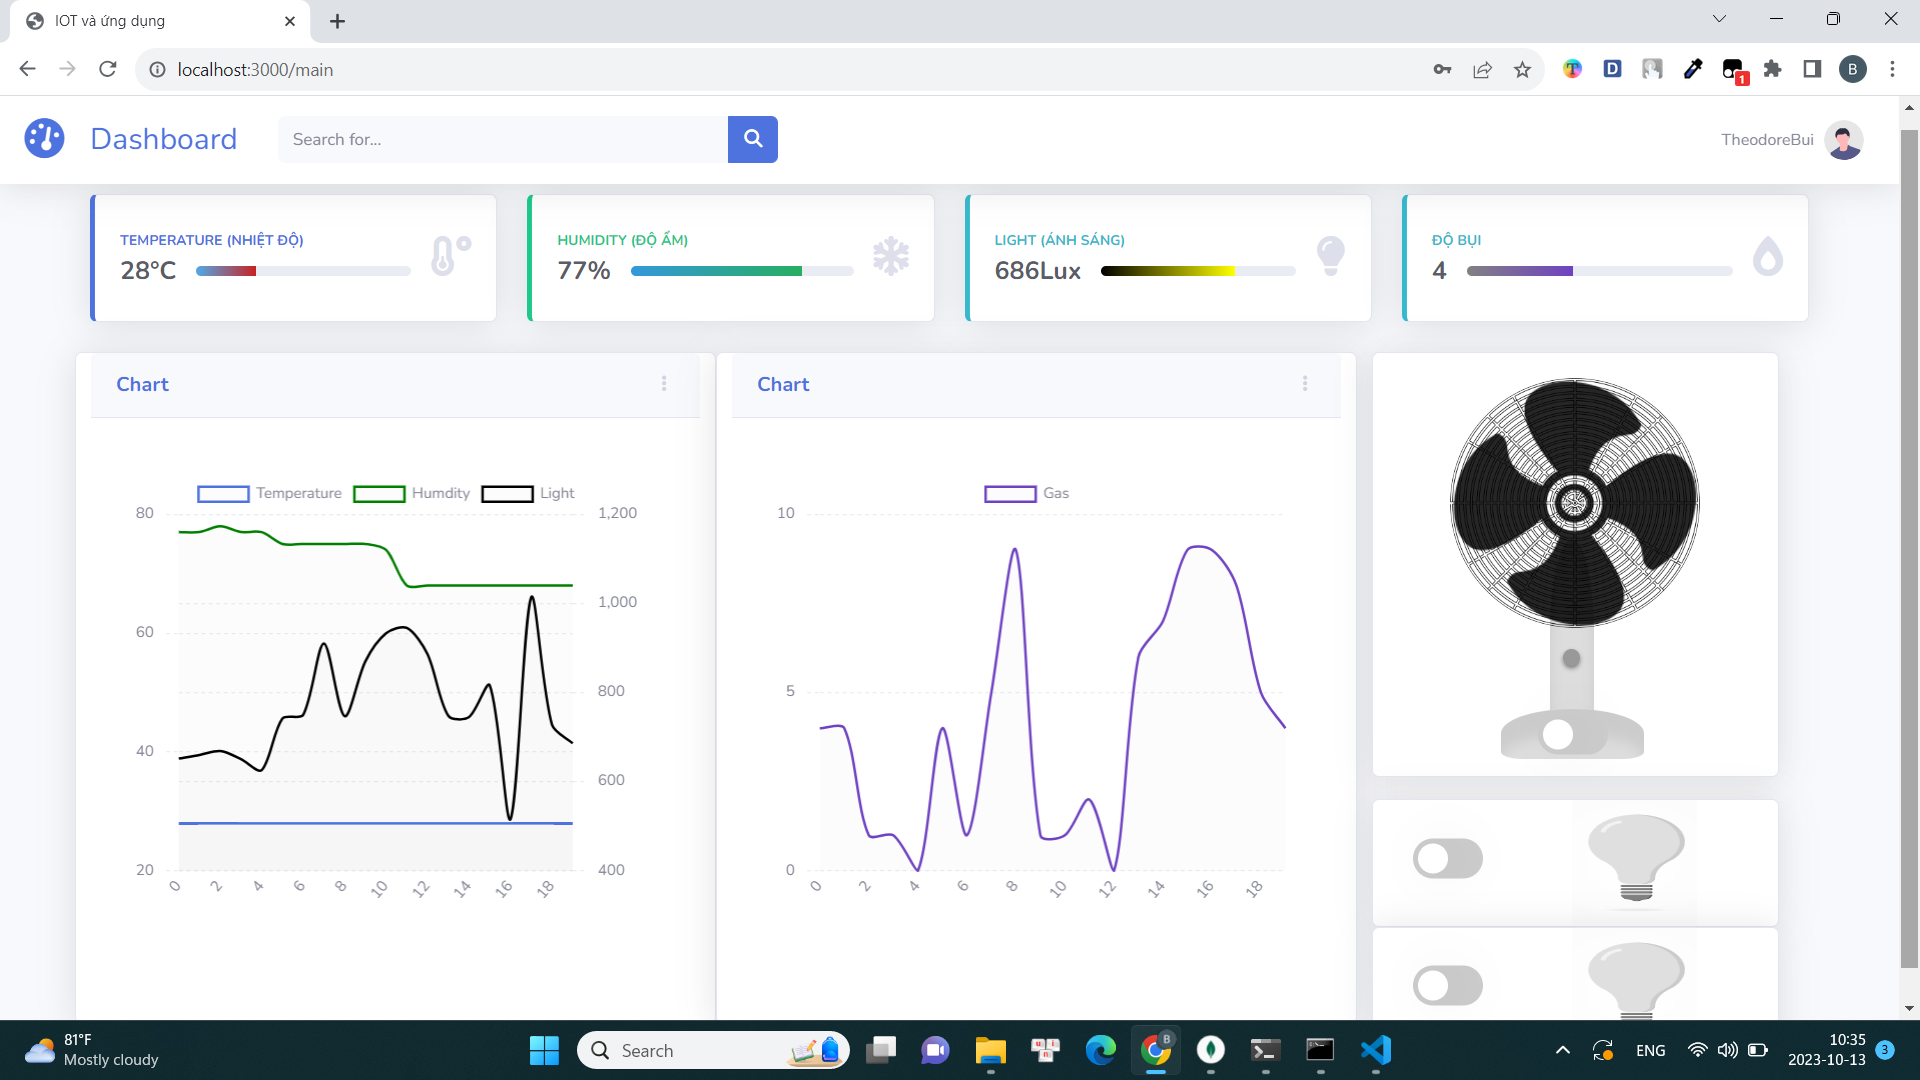 IOT và ứng dụng
localhost:3000/main
B
1
Dashboard
Search for...
TheodoreBui
TEMPERATURE (NHIỆT ĐỘ)
28°C
HUMIDITY (ĐỘ ẨM)
77%
LIGHT (ÁNH SÁNG)
686Lux
ĐỘ BỤI
4
Chart
Temperature Humdity Light
80 60 40 20
1,200 1,000 800 600 400
0 2 4 6 8 10 12 14 16 18
Chart
Gas
10 5 0
0 2 4 6 8 10 12 14 16 18
81°F
Mostly cloudy
Search
B
ENG
10:35
2023-10-13
3